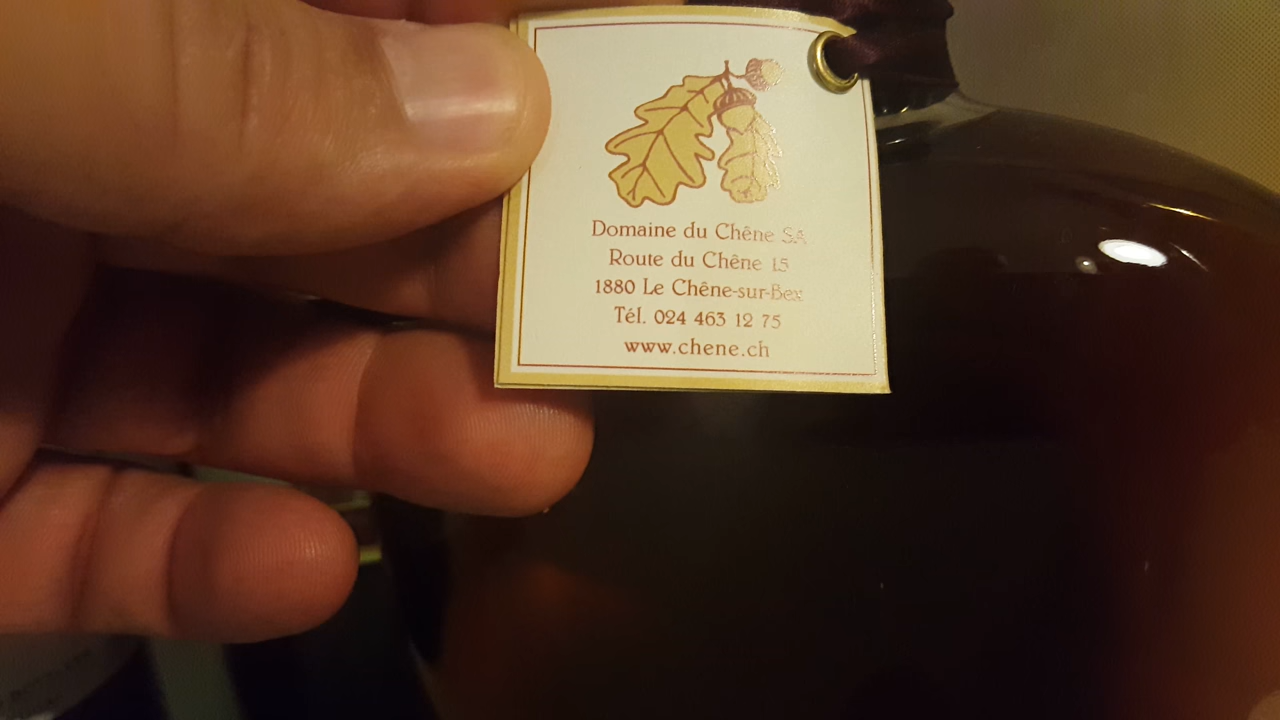 Domaine du Chêne SA
Route du Chêne 15
1880 Le Chêne-sur-Bex
Tél. 024 463 12 75
www.chene.ch